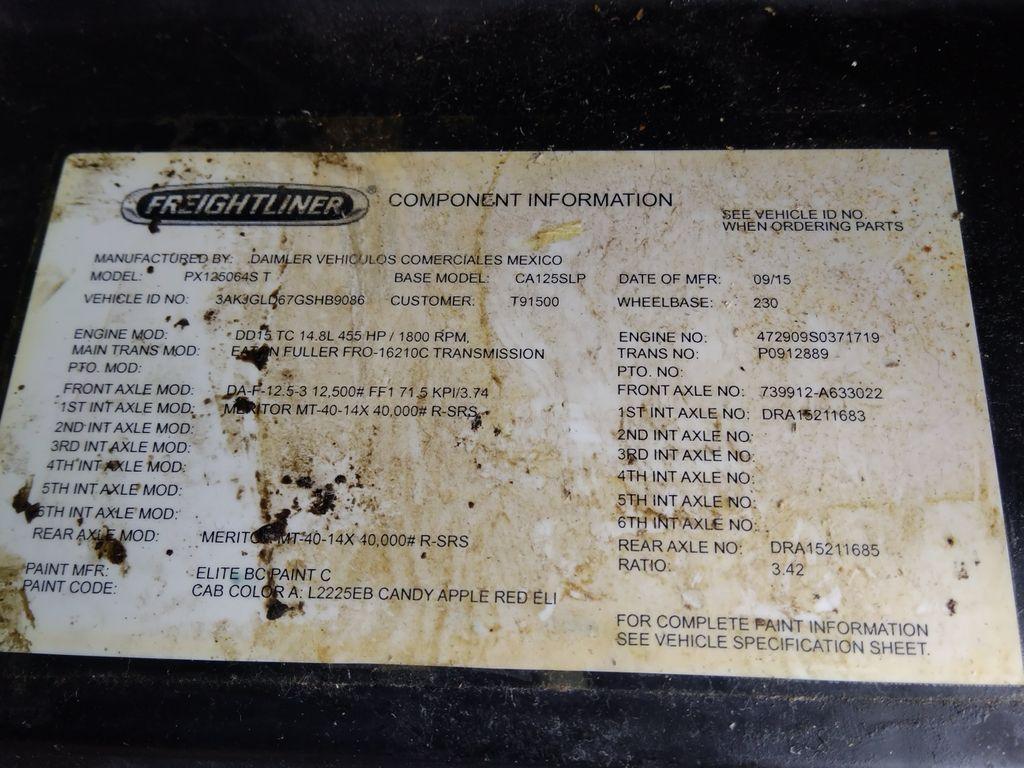 FREIGHTLINER ® COMPONENT INFORMATION
SEE VEHICLE ID NO.
WHEN ORDERING PARTS
MANUFACTURED BY: DAIMLER VEHICULOS COMERCIALES MEXICO
MODEL: PX125064S T BASE MODEL: CA125SLP DATE OF MFR: 09/15
VEHICLE ID NO: 3AKJGLD67GSHB9086 CUSTOMER: T91500 WHEELBASE: 230
ENGINE MOD: DD15 TC 14.8L 455 HP / 1800 RPM, ENGINE NO: 472909S0371719
MAIN TRANS MOD: EATON FULLER FRO-16210C TRANSMISSION TRANS NO: P0912889
PTO. MOD: PTO. NO:
FRONT AXLE MOD: DA-F-12.5-3 12,500# FF1 71.5 KPI/3.74 FRONT AXLE NO: 739912-A633022
1ST INT AXLE MOD: MERITOR MT-40-14X 40,000# R-SRS 1ST INT AXLE NO: DRA15211683
2ND INT AXLE MOD: 2ND INT AXLE NO:
3RD INT AXLE MOD: 3RD INT AXLE NO:
4TH INT AXLE MOD: 4TH INT AXLE NO:
5TH INT AXLE MOD: 5TH INT AXLE NO:
6TH INT AXLE MOD: 6TH INT AXLE NO:
REAR AXLE MOD: MERITOR MT-40-14X 40,000# R-SRS REAR AXLE NO: DRA15211685
RATIO: 3.42
PAINT MFR: ELITE BC PAINT C
PAINT CODE: CAB COLOR A: L2225EB CANDY APPLE RED ELI
FOR COMPLETE PAINT INFORMATION
SEE VEHICLE SPECIFICATION SHEET.